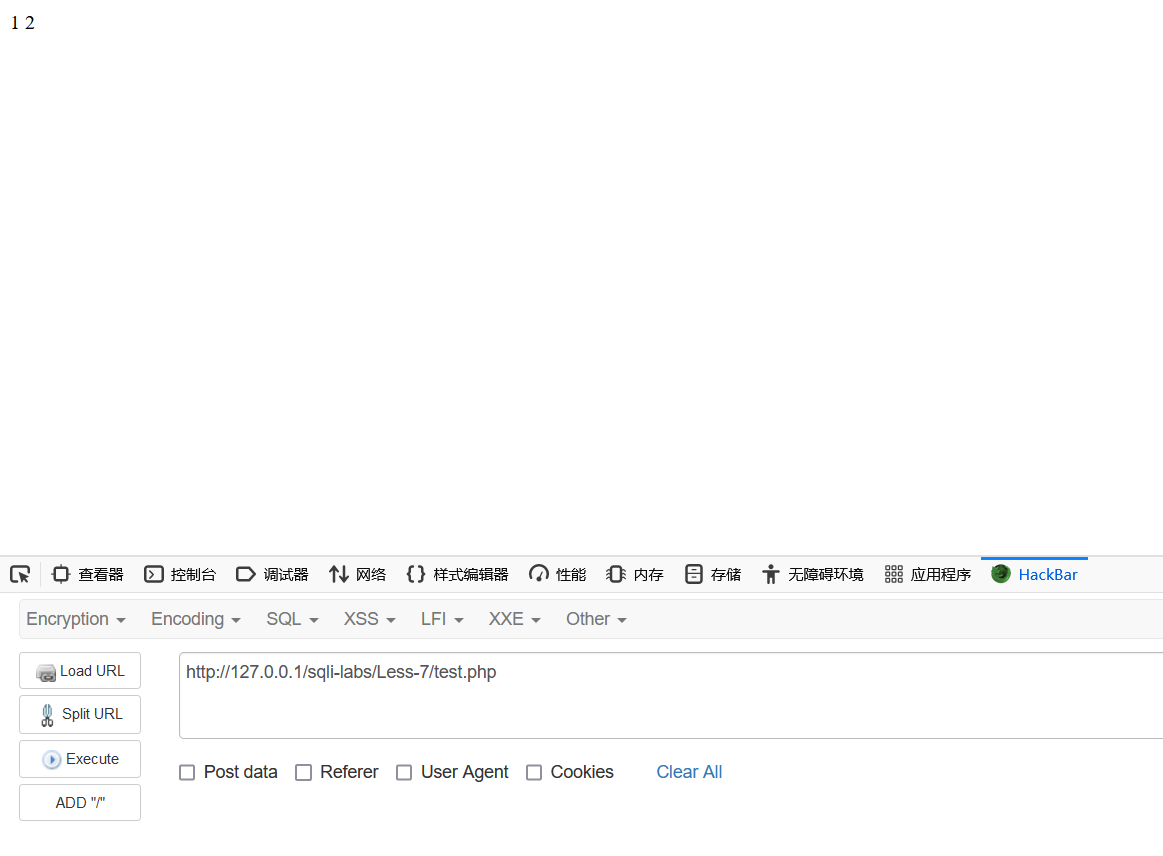 1 2
查看器 控制台 调试器 网络 样式编辑器 性能 内存 存储 无障碍环境 应用程序 HackBar
Encryption Encoding SQL XSS LFI XXE Other
Load URL
http://127.0.0.1/sqli-labs/Less-7/test.php
Split URL
Execute
Post data Referer User Agent Cookies Clear All
ADD "/"